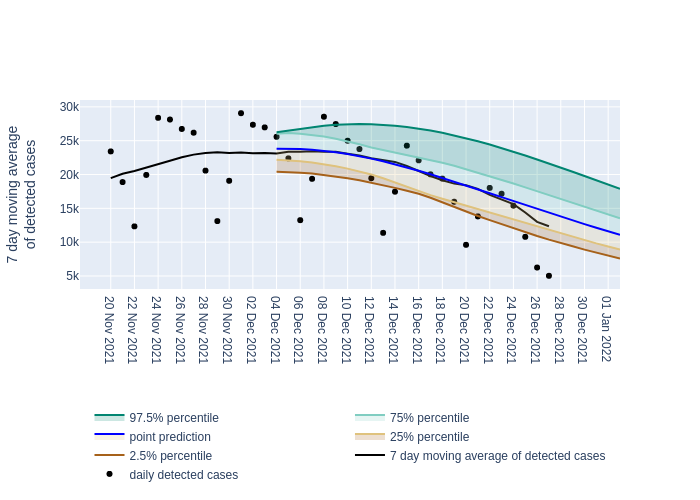 7 day moving average
of detected cases
30k
25k
20k
15k
10k
5k
20 Nov 2021
22 Nov 2021
24 Nov 2021
26 Nov 2021
28 Nov 2021
30 Nov 2021
02 Dec 2021
04 Dec 2021
06 Dec 2021
08 Dec 2021
10 Dec 2021
12 Dec 2021
14 Dec 2021
16 Dec 2021
18 Dec 2021
20 Dec 2021
22 Dec 2021
24 Dec 2021
26 Dec 2021
28 Dec 2021
30 Dec 2021
01 Jan 2022
97.5% percentile
75% percentile
point prediction
25% percentile
2.5% percentile
7 day moving average of detected cases
daily detected cases